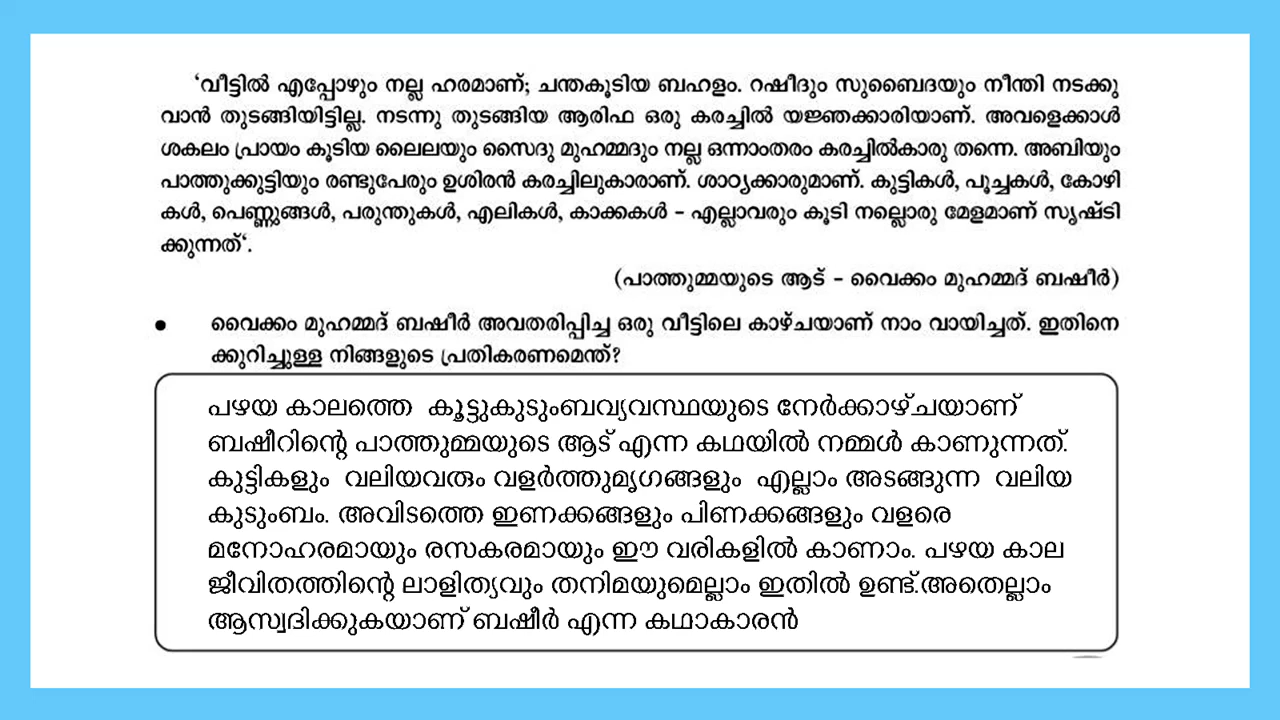 ‘വീട്ടിൽ എപ്പോഴും നല്ല ഹരമാണ്; ചന്തകൂടിയ ബഹളം. റഷീദും സുബൈദയും നീന്തി നടക്കു
വാൻ തുടങ്ങിയിട്ടില്ല. നടന്നു തുടങ്ങിയ ആരിഫ ഒരു കരച്ചിൽ യജ്ഞക്കാരിയാണ്. അവളെക്കാൾ
ശകലം പ്രായം കൂടിയ ലൈലയും സൈദു മുഹമ്മദും നല്ല ഒന്നാംതരം കരച്ചിൽകാരു തന്നെ. അബിയും
പാത്തുക്കുട്ടിയും രണ്ടുപേരും ഉശിരൻ കരച്ചിലുകാരാണ്. ശാഠ്യക്കാരുമാണ്. കുട്ടികൾ, പൂച്ചകൾ, കോഴി
കൾ, പെണ്ണുങ്ങൾ, പരുന്തുകൾ, എലികൾ, കാക്കകൾ – എല്ലാവരും കൂടി നല്ലൊരു മേളമാണ് സൃഷ്ടി
ക്കുന്നത്‘.
(പാത്തുമ്മയുടെ ആട് – വൈക്കം മുഹമ്മദ് ബഷീർ)
• വൈക്കം മുഹമ്മദ് ബഷീർ അവതരിപ്പിച്ച ഒരു വീട്ടിലെ കാഴ്ചയാണ് നാം വായിച്ചത്. ഇതിനെ
ക്കുറിച്ചുള്ള നിങ്ങളുടെ പ്രതികരണമെന്ത്?
പഴയ കാലത്തെ കൂട്ടുകുടുംബവ്യവസ്ഥയുടെ നേർക്കാഴ്ചയാണ്
ബഷീറിന്റെ പാത്തുമ്മയുടെ ആട് എന്ന കഥയിൽ നമ്മൾ കാണുന്നത്.
കുട്ടികളും വലിയവരും വളർത്തുമൃഗങ്ങളും എല്ലാം അടങ്ങുന്ന വലിയ
കുടുംബം. അവിടത്തെ ഇണക്കങ്ങളും പിണക്കങ്ങളും വളരെ
മനോഹരമായും രസകരമായും ഈ വരികളിൽ കാണാം. പഴയ കാല
ജീവിതത്തിന്റെ ലാളിത്യവും തനിമയുമെല്ലാം ഇതിൽ ഉണ്ട്.അതെല്ലാം
ആസ്വദിക്കുകയാണ് ബഷീർ എന്ന കഥാകാരൻ